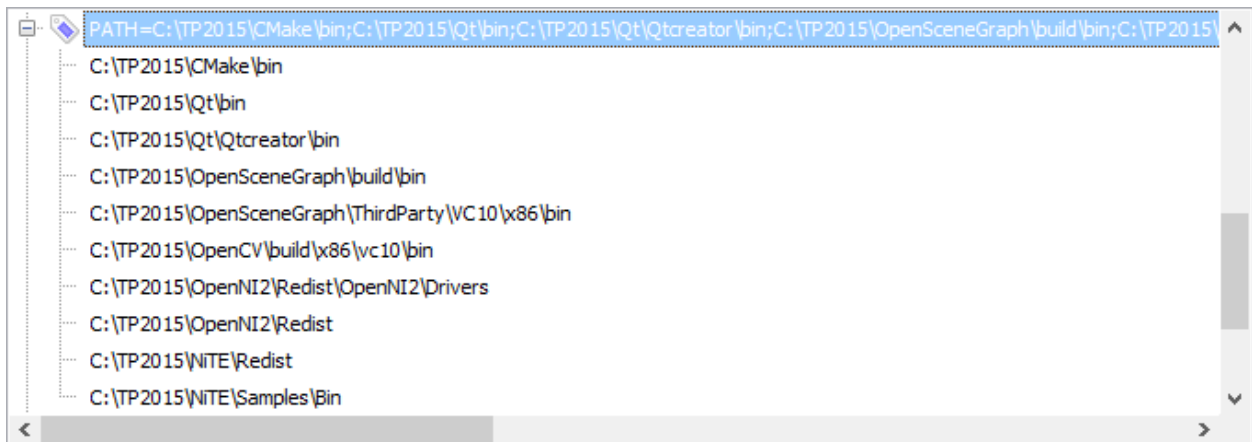 PATH=C:\TP2015\CMake\bin;C:\TP2015\Qt\bin;C:\TP2015\Qt\Qtcreator\bin;C:\TP2015\OpenSceneGraph\build\bin;C:\TP2015\
C:\TP2015\CMake\bin
C:\TP2015\Qt\bin
C:\TP2015\Qt\Qtcreator\bin
C:\TP2015\OpenSceneGraph\build\bin
C:\TP2015\OpenSceneGraph\ThirdParty\VC10\x86\bin
C:\TP2015\OpenCV\build\x86\vc10\bin
C:\TP2015\OpenNI2\Redist\OpenNI2\Drivers
C:\TP2015\OpenNI2\Redist
C:\TP2015\NiTE\Redist
C:\TP2015\NiTE\Samples\Bin